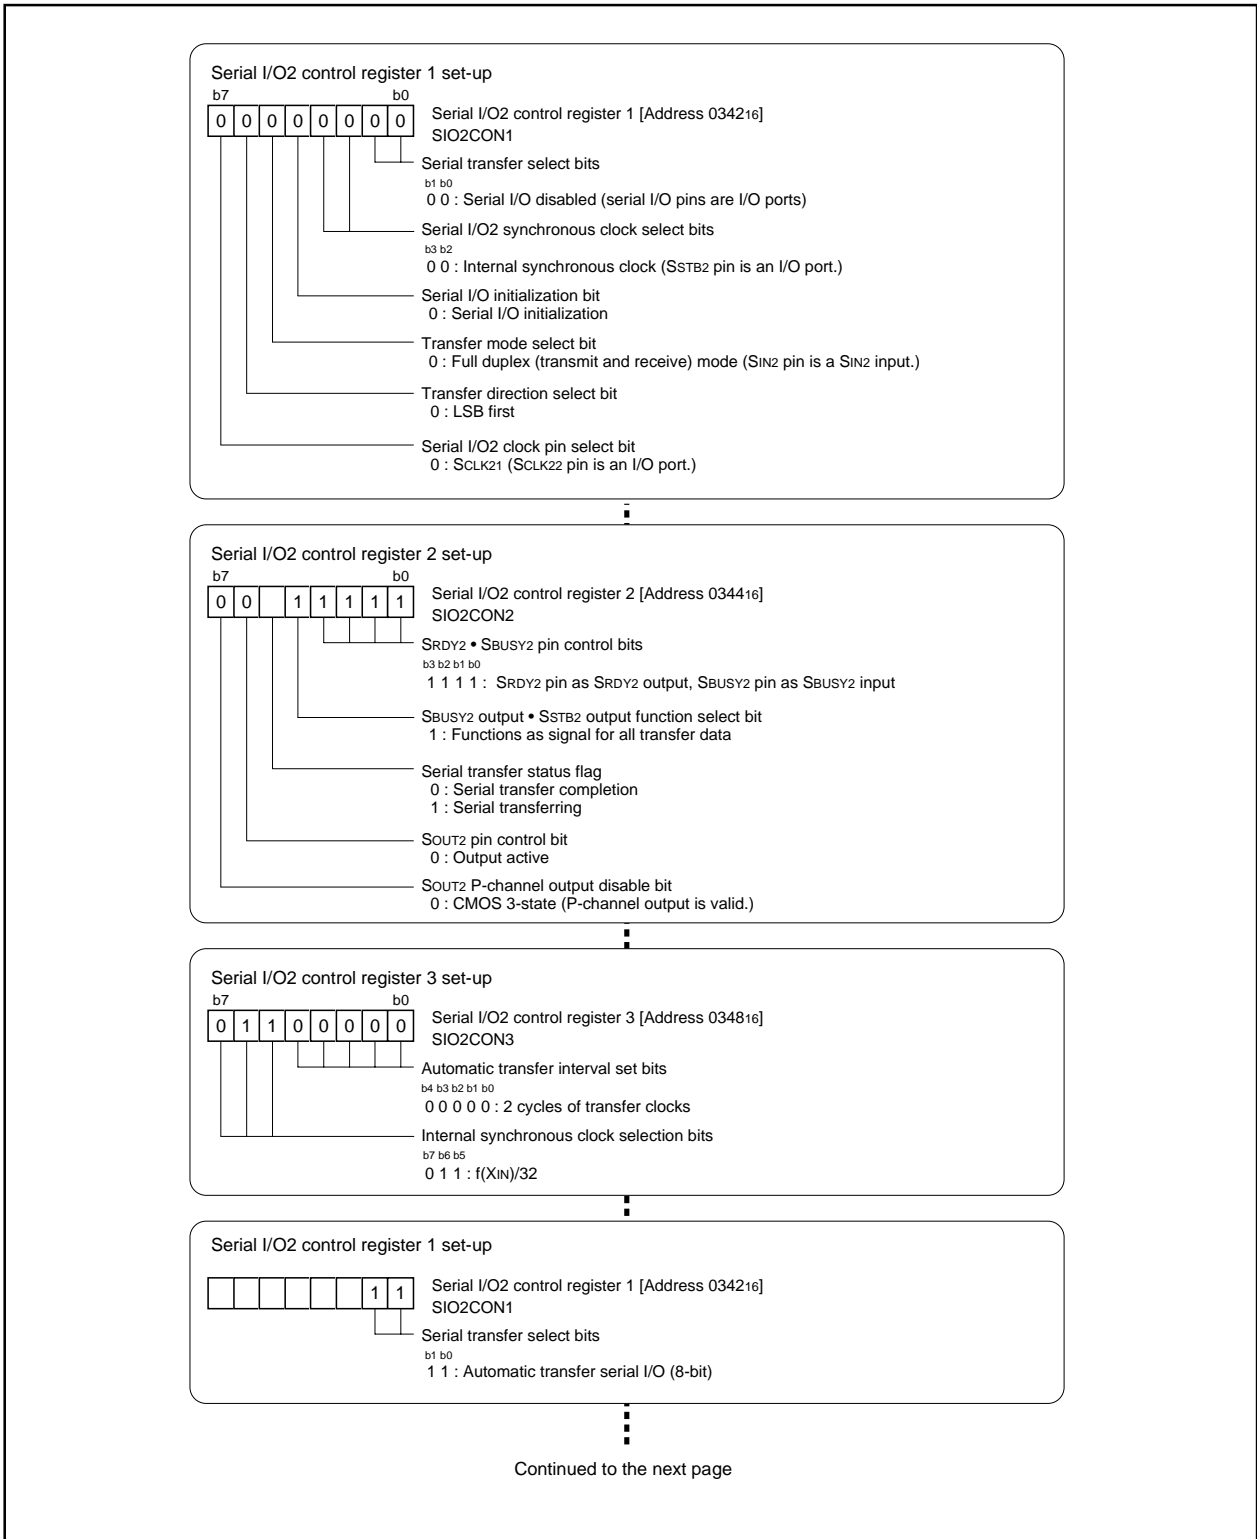 Serial I/O2 control register 1 set-up
b7 b0
0 0 0 0 0 0 0 0
Serial I/O2 control register 1 [Address 034216]
SIO2CON1
Serial transfer select bits
b1 b0
0 0 : Serial I/O disabled (serial I/O pins are I/O ports)
Serial I/O2 synchronous clock select bits
b3 b2
0 0 : Internal synchronous clock (SSTB2 pin is an I/O port.)
Serial I/O initialization bit
0 : Serial I/O initialization
Transfer mode select bit
0 : Full duplex (transmit and receive) mode (SIN2 pin is a SIN2 input.)
Transfer direction select bit
0 : LSB first
Serial I/O2 clock pin select bit
0 : SCLK21 (SCLK22 pin is an I/O port.)
Serial I/O2 control register 2 set-up
b7 b0
0 0 1 1 1 1 1
Serial I/O2 control register 2 [Address 034416]
SIO2CON2
SRDY2 • SBUSY2 pin control bits
b3 b2 b1 b0
1 1 1 1 : SRDY2 pin as SRDY2 output, SBUSY2 pin as SBUSY2 input
SBUSY2 output • SSTB2 output function select bit
1 : Functions as signal for all transfer data
Serial transfer status flag
0 : Serial transfer completion
1 : Serial transferring
SOUT2 pin control bit
0 : Output active
SOUT2 P-channel output disable bit
0 : CMOS 3-state (P-channel output is valid.)
Serial I/O2 control register 3 set-up
b7 b0
0 1 1 0 0 0 0 0
Serial I/O2 control register 3 [Address 034816]
SIO2CON3
Automatic transfer interval set bits
b4 b3 b2 b1 b0
0 0 0 0 0 : 2 cycles of transfer clocks
Internal synchronous clock selection bits
b7 b6 b5
0 1 1 : f(XIN)/32
Serial I/O2 control register 1 set-up
1 1
Serial I/O2 control register 1 [Address 034216]
SIO2CON1
Serial transfer select bits
b1 b0
1 1 : Automatic transfer serial I/O (8-bit)
Continued to the next page